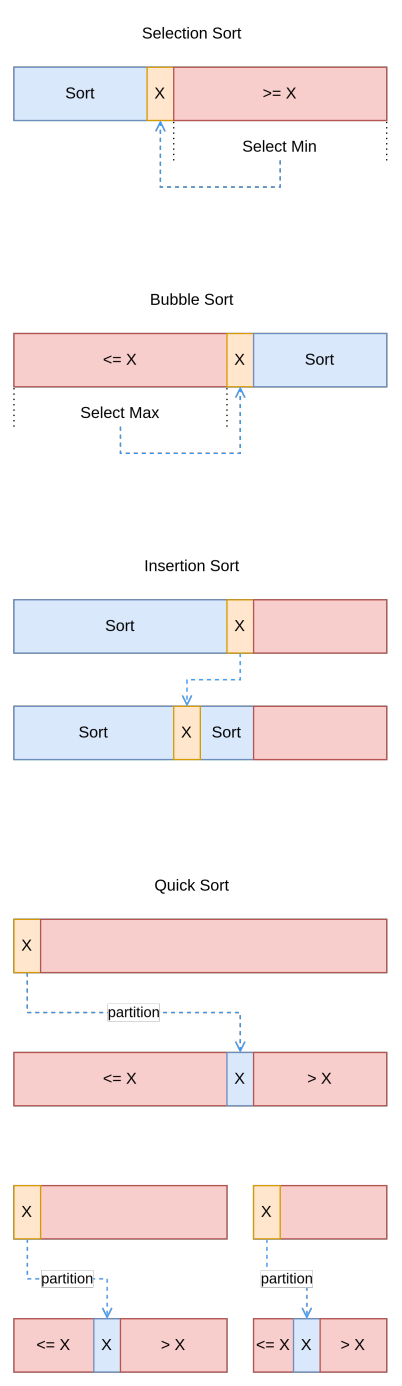 Selection Sort
Sort X >= X
Select Min
Bubble Sort
<= X X Sort
Select Max
Insertion Sort
Sort X
Sort X Sort
Quick Sort
X
partition
<= X X > X
X X
partition partition
<= X X > X <= X X > X